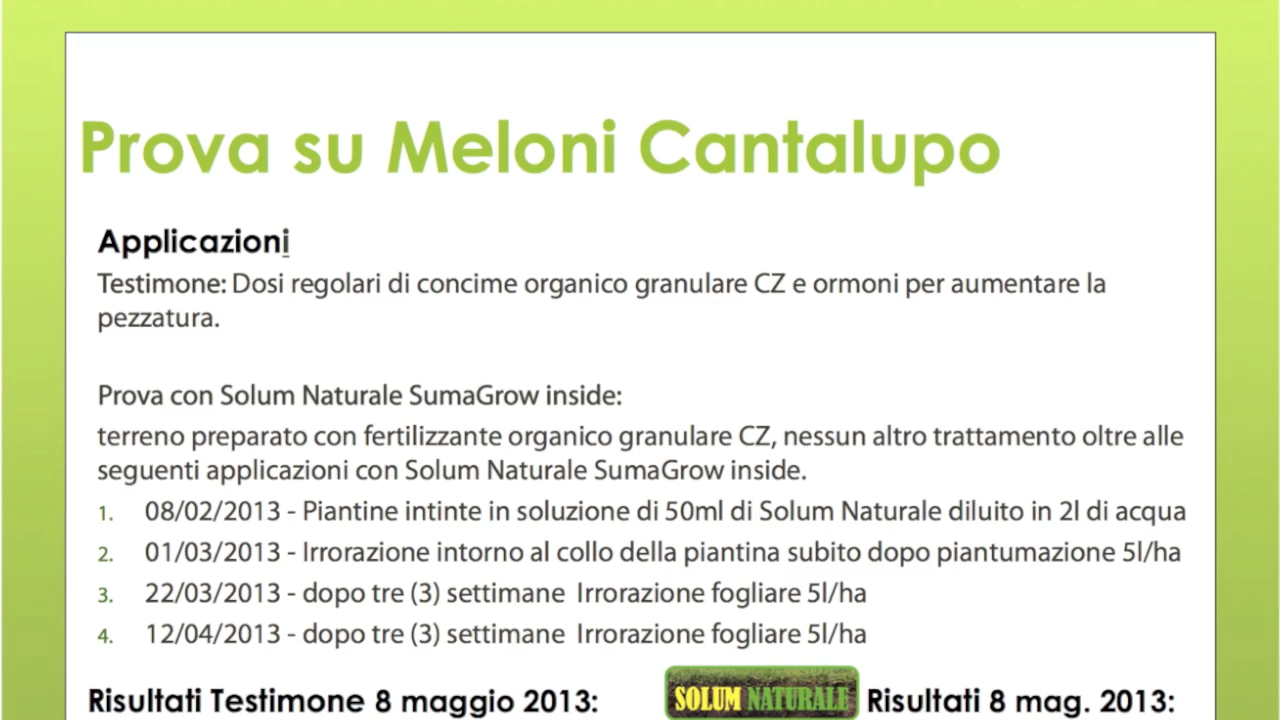 Prova su Meloni Cantalupo
Applicazioni
Testimone: Dosi regolari di concime organico granulare CZ e ormoni per aumentare la
pezzatura.
Prova con Solum Naturale SumaGrow inside:
terreno preparato con fertilizzante organico granulare CZ, nessun altro trattamento oltre alle
seguenti applicazioni con Solum Naturale SumaGrow inside.
1. 08/02/2013 - Piantine intinte in soluzione di 50ml di Solum Naturale diluito in 2l di acqua
2. 01/03/2013 - Irrorazione intorno al collo della piantina subito dopo piantumazione 5l/ha
3. 22/03/2013 - dopo tre (3) settimane Irrorazione fogliare 5l/ha
4. 12/04/2013 - dopo tre (3) settimane Irrorazione fogliare 5l/ha
Risultati Testimone 8 maggio 2013: SOLUM NATURALE Risultati 8 mag. 2013: